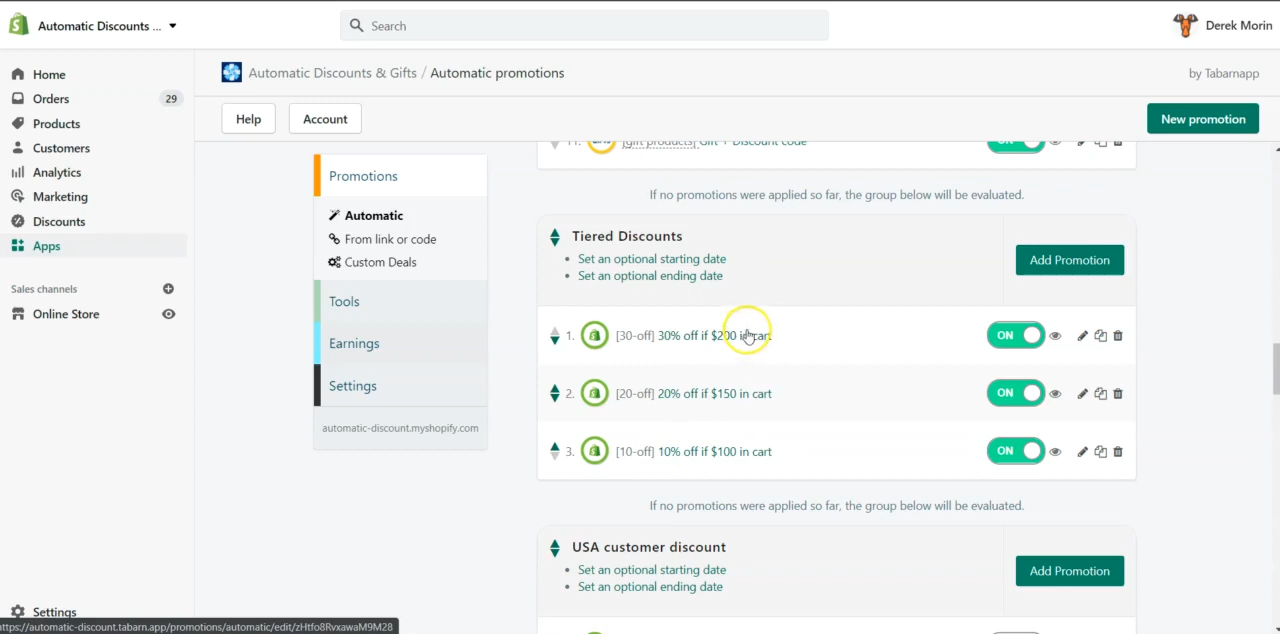 Automatic Discounts ...
Search
Derek Morin
Home
Orders 29
Products
Customers
Analytics
Marketing
Discounts
Apps
Sales channels
Online Store
Settings
Automatic Discounts & Gifts / Automatic promotions
by Tabarnapp
Help
Account
New promotion
Promotions
Automatic
From link or code
Custom Deals
Tools
Earnings
Settings
automatic-discount.myshopify.com
11. [gift products] Gift + Discount code ON
If no promotions were applied so far, the group below will be evaluated.
Tiered Discounts
Set an optional starting date
Set an optional ending date
Add Promotion
1. [30-off] 30% off if $200 in cart ON
2. [20-off] 20% off if $150 in cart ON
3. [10-off] 10% off if $100 in cart ON
If no promotions were applied so far, the group below will be evaluated.
USA customer discount
Set an optional starting date
Set an optional ending date
Add Promotion
https://automatic-discount.tabarn.app/promotions/automatic/edit/zHtfo8RvxawaM9M28